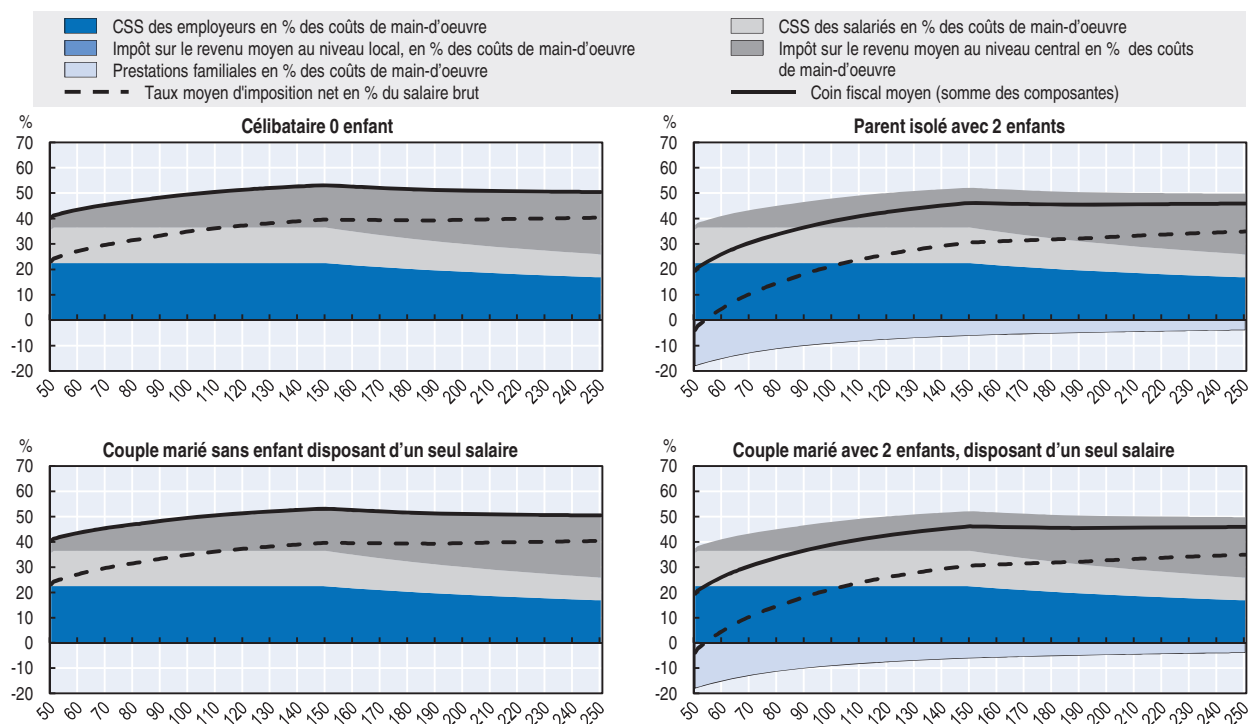 CSS des employeurs en % des coûts de main-d'oeuvre
Impôt sur le revenu moyen au niveau local, en % des coûts de main-d'oeuvre
Prestations familiales en % des coûts de main-d'oeuvre
Taux moyen d'imposition net en % du salaire brut
CSS des salariés en % des coûts de main-d'oeuvre
Impôt sur le revenu moyen au niveau central en % des coûts
de main-d'oeuvre
Coin fiscal moyen (somme des composantes)
%
Célibataire 0 enfant
70
60
50
40
30
20
10
0
-10
-20
50 60 70 80 90 100 110 120 130 140 150 160 170 180 190 200 210 220 230 240 250
%
Parent isolé avec 2 enfants
70
60
50
40
30
20
10
0
-10
-20
50 60 70 80 90 100 110 120 130 140 150 160 170 180 190 200 210 220 230 240 250
%
Couple marié sans enfant disposant d'un seul salaire
70
60
50
40
30
20
10
0
-10
-20
50 60 70 80 90 100 110 120 130 140 150 160 170 180 190 200 210 220 230 240 250
%
Couple marié avec 2 enfants, disposant d'un seul salaire
70
60
50
40
30
20
10
0
-10
-20
50 60 70 80 90 100 110 120 130 140 150 160 170 180 190 200 210 220 230 240 250